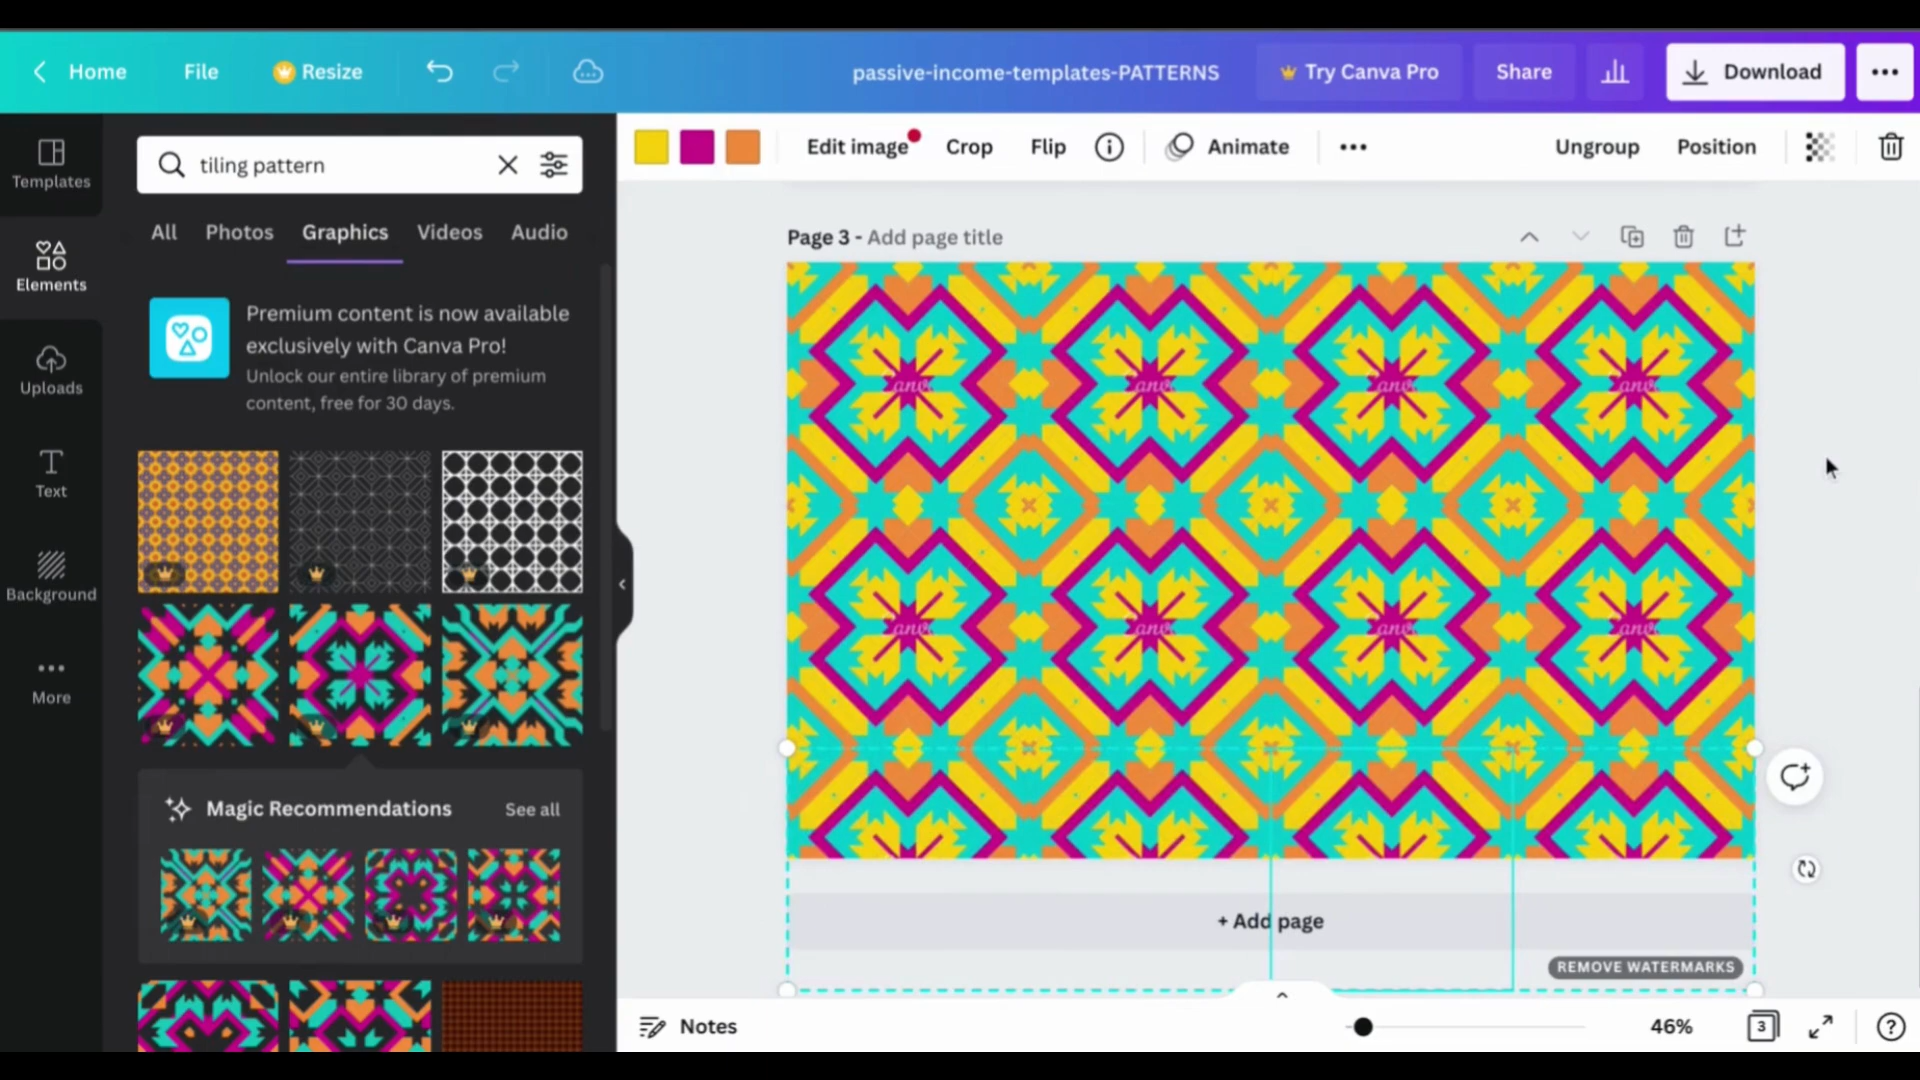 Home File Resize passive-income-templates-PATTERNS Try Canva Pro Share Download
Templates
Elements
Uploads
Text
Background
More
tiling pattern
All Photos Graphics Videos Audio
Premium content is now available
exclusively with Canva Pro!
Unlock our entire library of premium
content, free for 30 days.
Magic Recommendations See all
Edit image Crop Flip Animate Ungroup Position
Page 3 - Add page title
+ Add page
REMOVE WATERMARKS
Notes 46% 3 ?